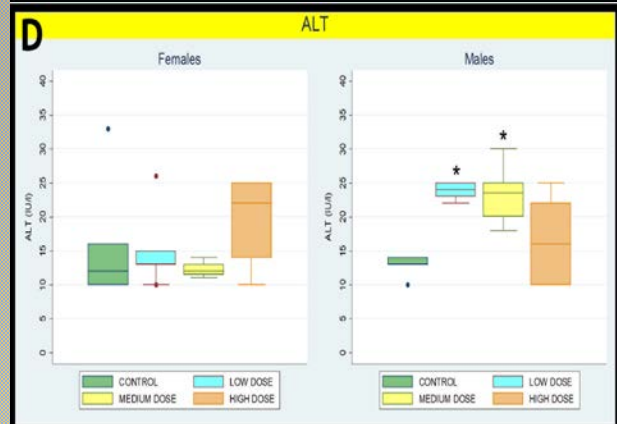 D
ALT
Females
Males
40
35
30
25
20
15
10
5
0
ALT (IU/l)
*
*
40
35
30
25
20
15
10
5
0
ALT (IU/l)
CONTROL LOW DOSE
MEDIUM DOSE HIGH DOSE
CONTROL LOW DOSE
MEDIUM DOSE HIGH DOSE